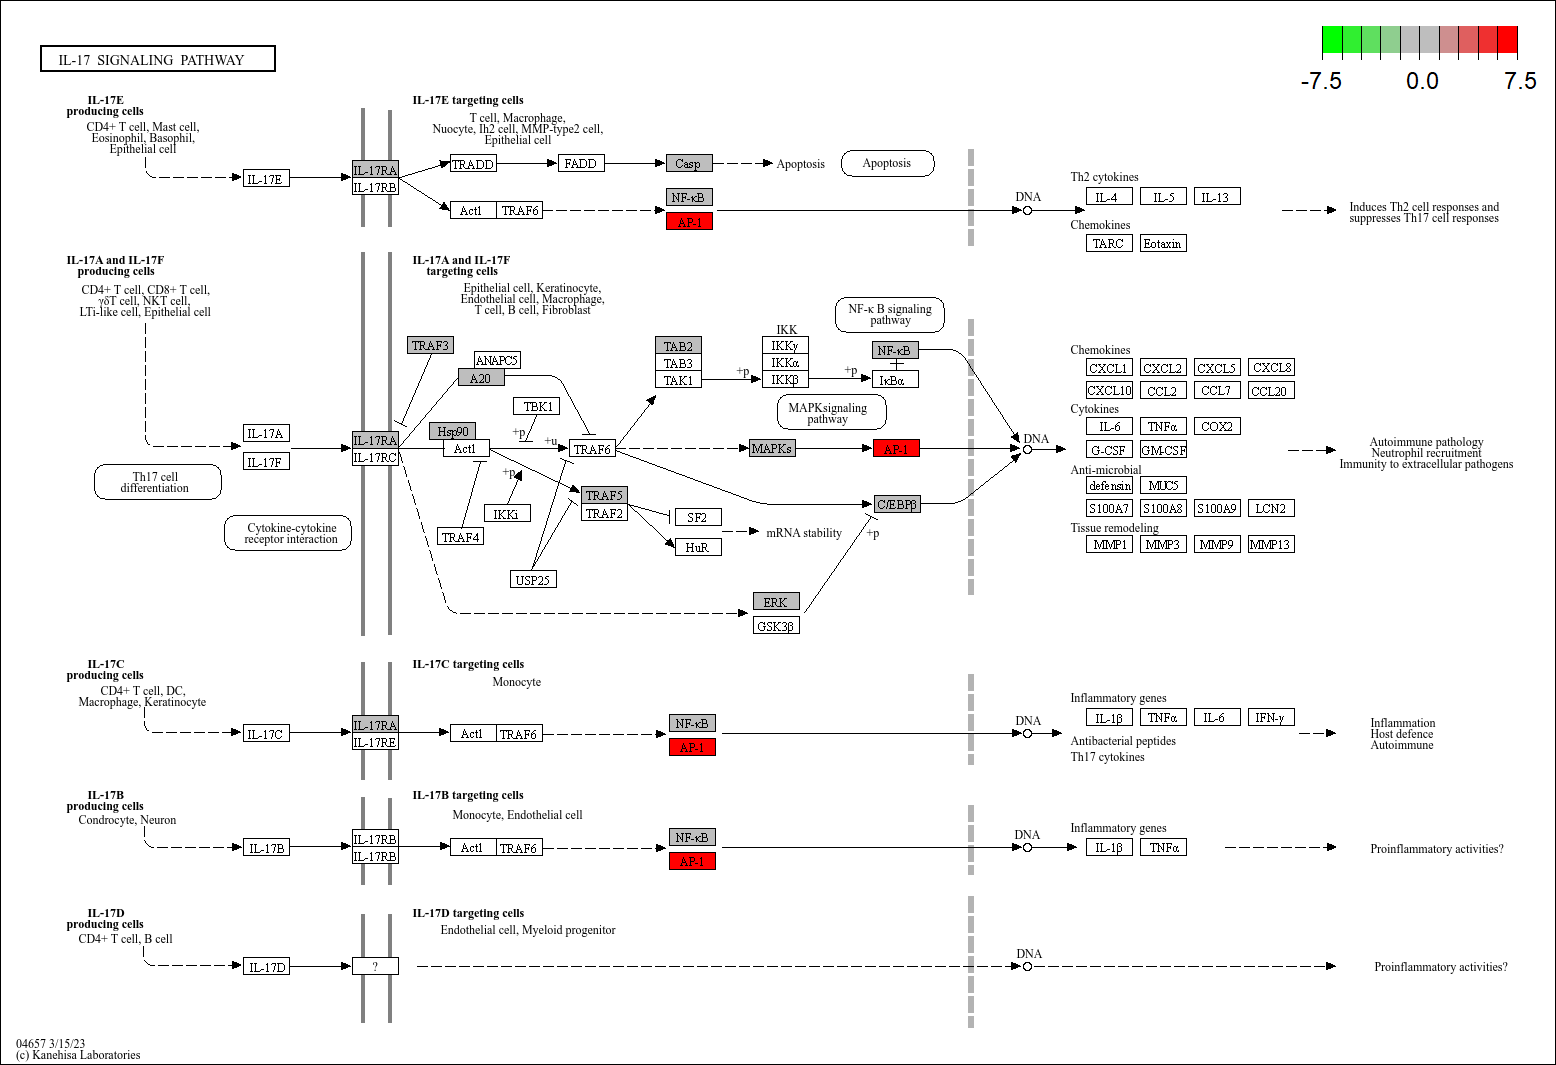 IL-17 SIGNALING PATHWAY
-7.5 0.0 7.5
IL-17E
producing cells
CD4+ T cell, Mast cell,
Eosinophil, Basophil,
Epithelial cell
IL-17E
IL-17RA
IL-17RB
IL-17E targeting cells
T cell, Macrophage,
Nuocyte, Ih2 cell, MMP-type2 cell,
Epithelial cell
TRADD
FADD
Casp
Apoptosis
Apoptosis
Act1
TRAF6
NF-κB
AP-1
DNA
Th2 cytokines
IL-4
IL-5
IL-13
Chemokines
TARC
Eotaxin
Induces Th2 cell responses and
suppresses Th17 cell responses
IL-17A and IL-17F
producing cells
CD4+ T cell, CD8+ T cell,
γδT cell, NKT cell,
LTi-like cell, Epithelial cell
IL-17A
IL-17F
Th17 cell
differentiation
Cytokine-cytokine
receptor interaction
IL-17RA
IL-17RC
IL-17A and IL-17F
targeting cells
Epithelial cell, Keratinocyte,
Endothelial cell, Macrophage,
T cell, B cell, Fibroblast
TRAF3
ANAPC5
A20
TBK1
Hsp90
Act1
+p
+u
TRAF6
+p
IKKi
TRAF4
USP25
TRAF5
TRAF2
SF2
HuR
mRNA stability
TAB2
TAB3
TAK1
+p
IKK
IKKγ
IKKα
IKKβ
+p
NF-κ B signaling
pathway
NF-κB
IκBα
MAPKsignaling
pathway
MAPKs
AP-1
C/EBPβ
+p
ERK
GSK3β
DNA
Chemokines
CXCL1
CXCL2
CXCL5
CXCL8
CXCL10
CCL2
CCL7
CCL20
Cytokines
IL-6
TNFα
COX2
G-CSF
GM-CSF
Anti-microbial
defensin
MUC5
S100A7
S100A8
S100A9
LCN2
Tissue remodeling
MMP1
MMP3
MMP9
MMP13
Autoimmune pathology
Neutrophil recruitment
Immunity to extracellular pathogens
IL-17C
producing cells
CD4+ T cell, DC,
Macrophage, Keratinocyte
IL-17C
IL-17RA
IL-17RE
IL-17C targeting cells
Monocyte
Act1
TRAF6
NF-κB
AP-1
DNA
Inflammatory genes
IL-1β
TNFα
IL-6
IFN-γ
Antibacterial peptides
Th17 cytokines
Inflammation
Host defence
Autoimmune
IL-17B
producing cells
Condrocyte, Neuron
IL-17B
IL-17RB
IL-17RB
IL-17B targeting cells
Monocyte, Endothelial cell
Act1
TRAF6
NF-κB
AP-1
DNA
Inflammatory genes
IL-1β
TNFα
Proinflammatory activities?
IL-17D
producing cells
CD4+ T cell, B cell
IL-17D
?
IL-17D targeting cells
Endothelial cell, Myeloid progenitor
DNA
Proinflammatory activities?
04657 3/15/23
(c) Kanehisa Laboratories